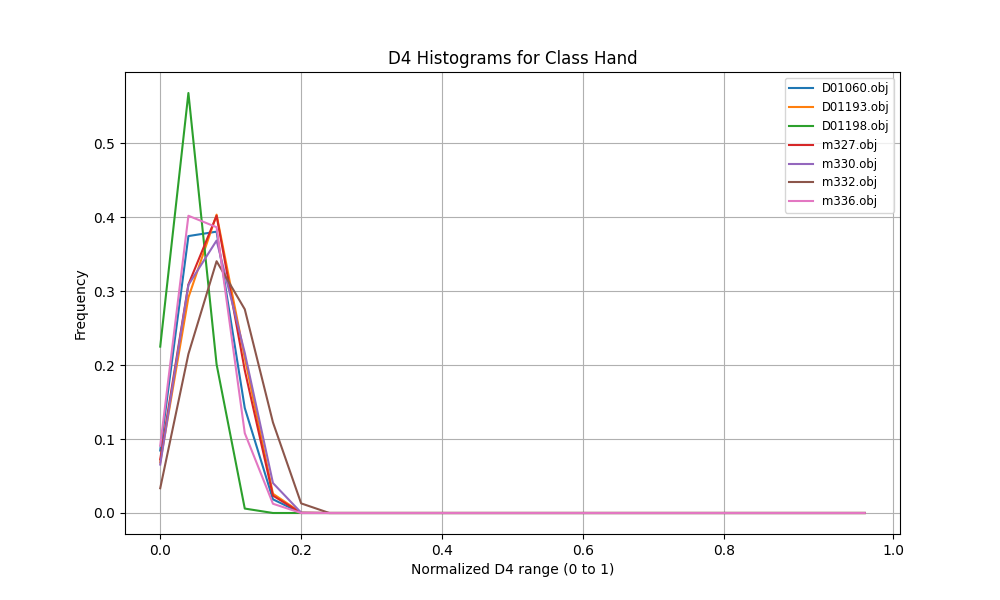 D4 Histograms for Class Hand
D01060.obj
D01193.obj
D01198.obj
m327.obj
m330.obj
m332.obj
m336.obj
Frequency
0.5
0.4
0.3
0.2
0.1
0.0
0.0 0.2 0.4 0.6 0.8 1.0
Normalized D4 range (0 to 1)